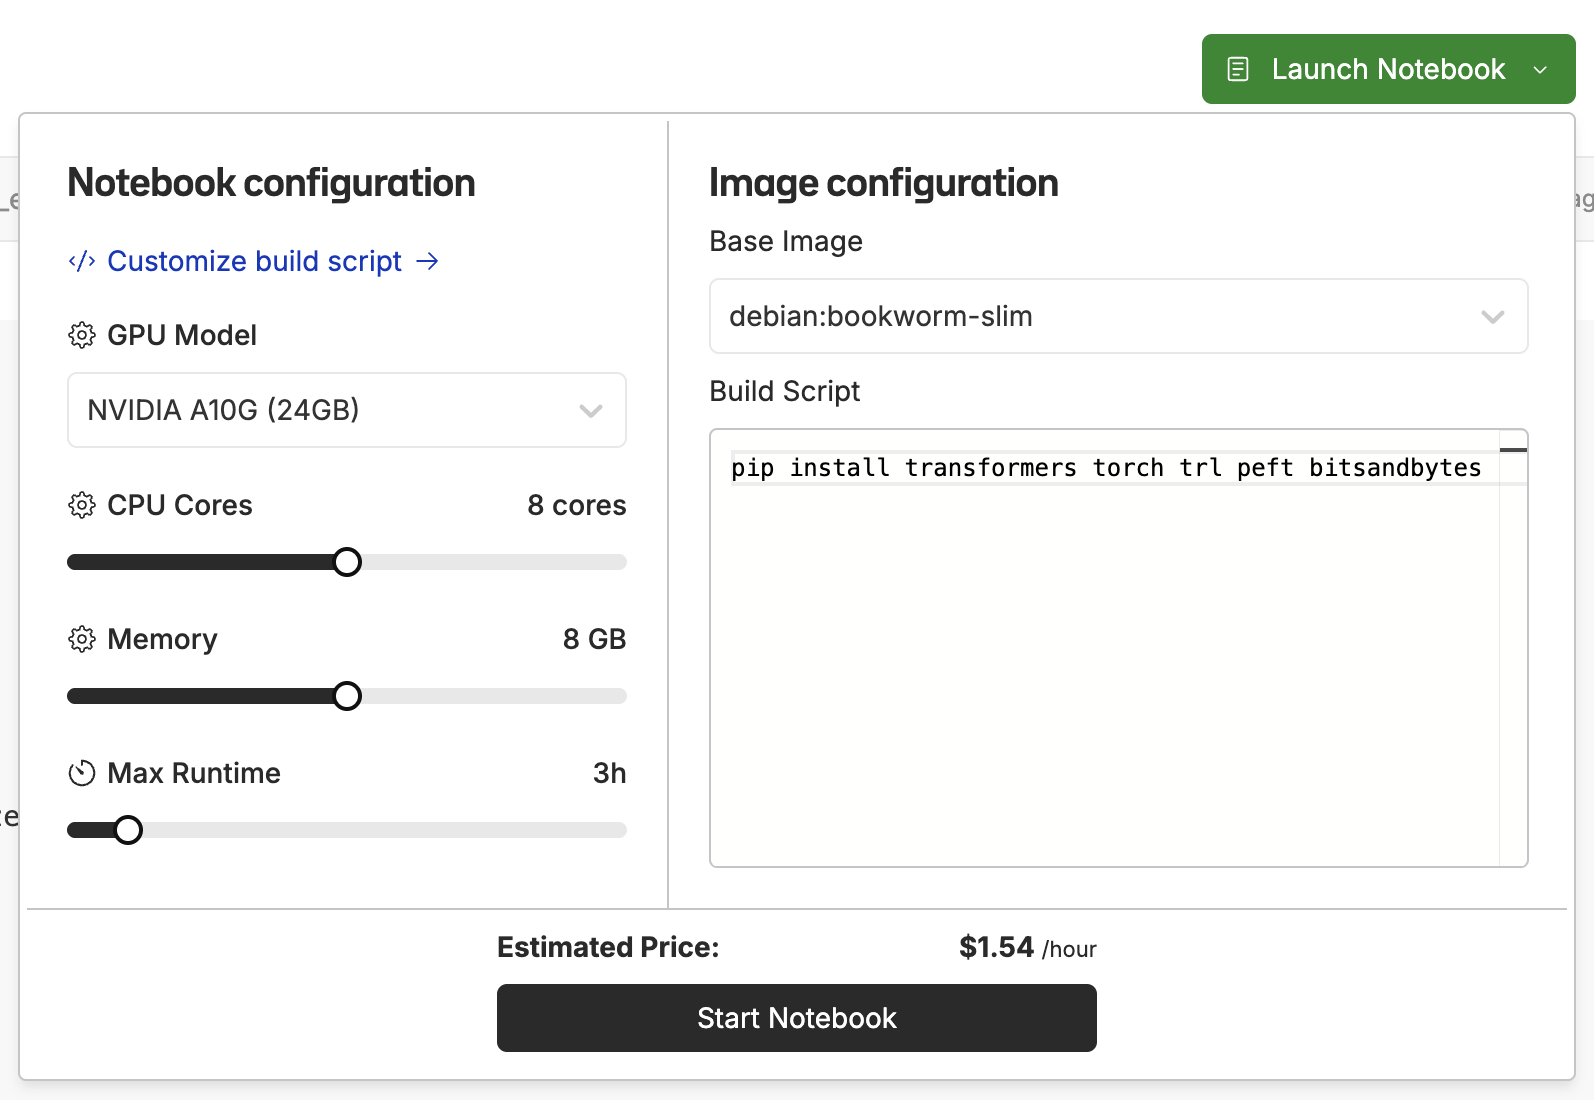 Launch Notebook
Notebook configuration
</> Customize build script →
GPU Model
NVIDIA A10G (24GB)
CPU Cores 8 cores
Memory 8 GB
Max Runtime 3h
Image configuration
Base Image
debian:bookworm-slim
Build Script
pip install transformers torch trl peft bitsandbytes
Estimated Price: $1.54 /hour
Start Notebook